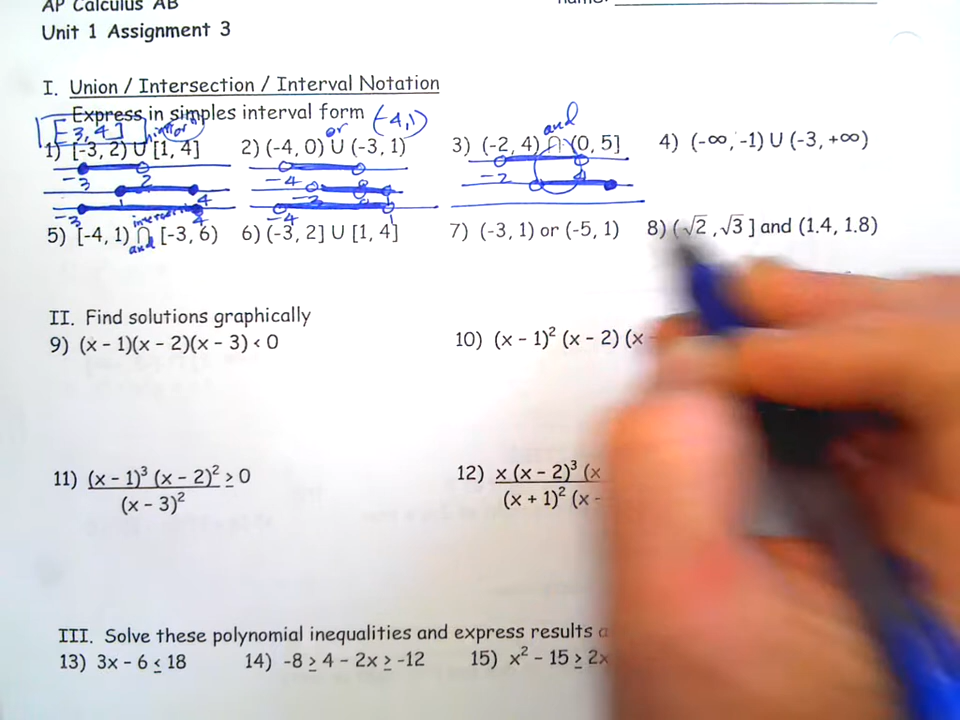 AP Calculus AB
name:
Unit 1 Assignment 3
I. Union / Intersection / Interval Notation
Express in simples interval form
[-3, 4]
or
(-4,1)
and
1) [-3, 2) ∪ [1, 4]
2) (-4, 0) ∪ (-3, 1)
3) (-2, 4) ∩ (0, 5]
4) (-∞, -1) ∪ (-3, +∞)
-3 2
-4
-2
1 4
-3
-3 4
-4 1
and
5) [-4, 1) ∩ [-3, 6)
6) (-3, 2] ∪ [1, 4]
7) (-3, 1) or (-5, 1)
8) (√2 , √3 ] and (1.4, 1.8)
II. Find solutions graphically
9) (x - 1)(x - 2)(x - 3) < 0
10) (x - 1)² (x - 2) (x -
11) (x - 1)³ (x - 2)² ≥ 0
(x - 3)²
12) x (x - 2)³ (x
(x + 1)² (x -
III. Solve these polynomial inequalities and express results
13) 3x - 6 ≤ 18
14) -8 ≥ 4 - 2x ≥ -12
15) x² - 15 ≥ 2x